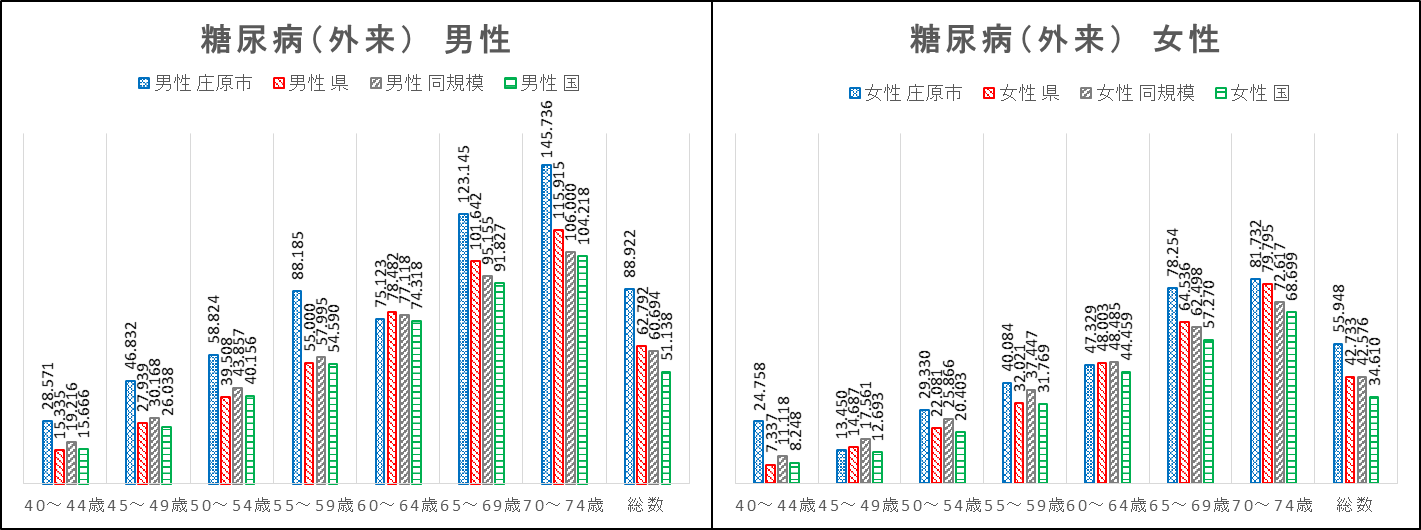 糖尿病(外来) 男性
男性 庄原市 男性 県 男性 同規模 男性 国
28.571 15.335 19.216 15.666
46.832 27.939 30.168 26.038
58.824 39.508 43.857 40.156
88.185 55.000 57.995 54.590
75.123 78.482 77.118 74.318
123.145 101.642 95.155 91.827
145.736 115.915 106.000 104.218
88.922 62.792 60.694 51.138
40～44歳 45～49歳 50～54歳 55～59歳 60～64歳 65～69歳 70～74歳 総数
糖尿病(外来) 女性
女性 庄原市 女性 県 女性 同規模 女性 国
24.758 7.337 11.118 8.248
13.450 14.687 17.561 12.693
29.330 22.081 25.866 20.403
40.084 32.021 37.447 31.769
47.329 48.003 48.485 44.459
78.254 64.536 62.498 57.270
81.732 79.795 72.617 68.699
55.948 42.733 42.576 34.610
40～44歳 45～49歳 50～54歳 55～59歳 60～64歳 65～69歳 70～74歳 総数